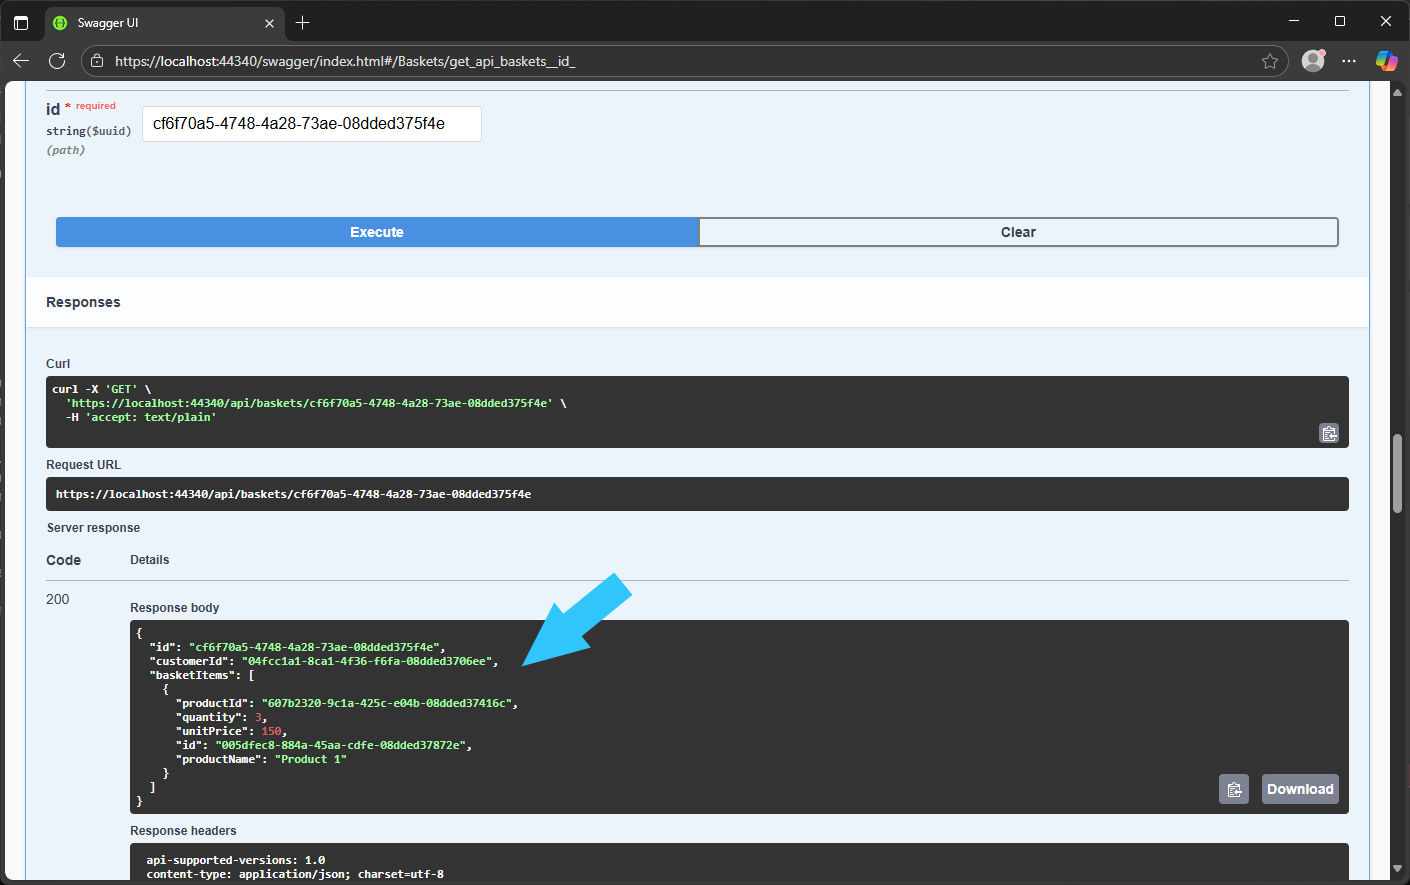 Swagger UI
https://localhost:44340/swagger/index.html#/Baskets/get_api_baskets__id_
id * required
string($uuid)
(path)
cf6f70a5-4748-4a28-73ae-08dded375f4e
Execute
Clear
Responses
Curl
curl -X 'GET' \
'https://localhost:44340/api/baskets/cf6f70a5-4748-4a28-73ae-08dded375f4e' \
-H 'accept: text/plain'
Request URL
https://localhost:44340/api/baskets/cf6f70a5-4748-4a28-73ae-08dded375f4e
Server response
Code
Details
200
Response body
{
"id": "cf6f70a5-4748-4a28-73ae-08dded375f4e",
"customerId": "04fcc1a1-8ca1-4f36-f6fa-08dded3706ee",
"basketItems": [
{
"productId": "607b2320-9c1a-425c-e04b-08dded37416c",
"quantity": 3,
"unitPrice": 150,
"id": "005dfec8-884a-45aa-cdfe-08dded37872e",
"productName": "Product 1"
}
]
}
Download
Response headers
api-supported-versions: 1.0
content-type: application/json; charset=utf-8